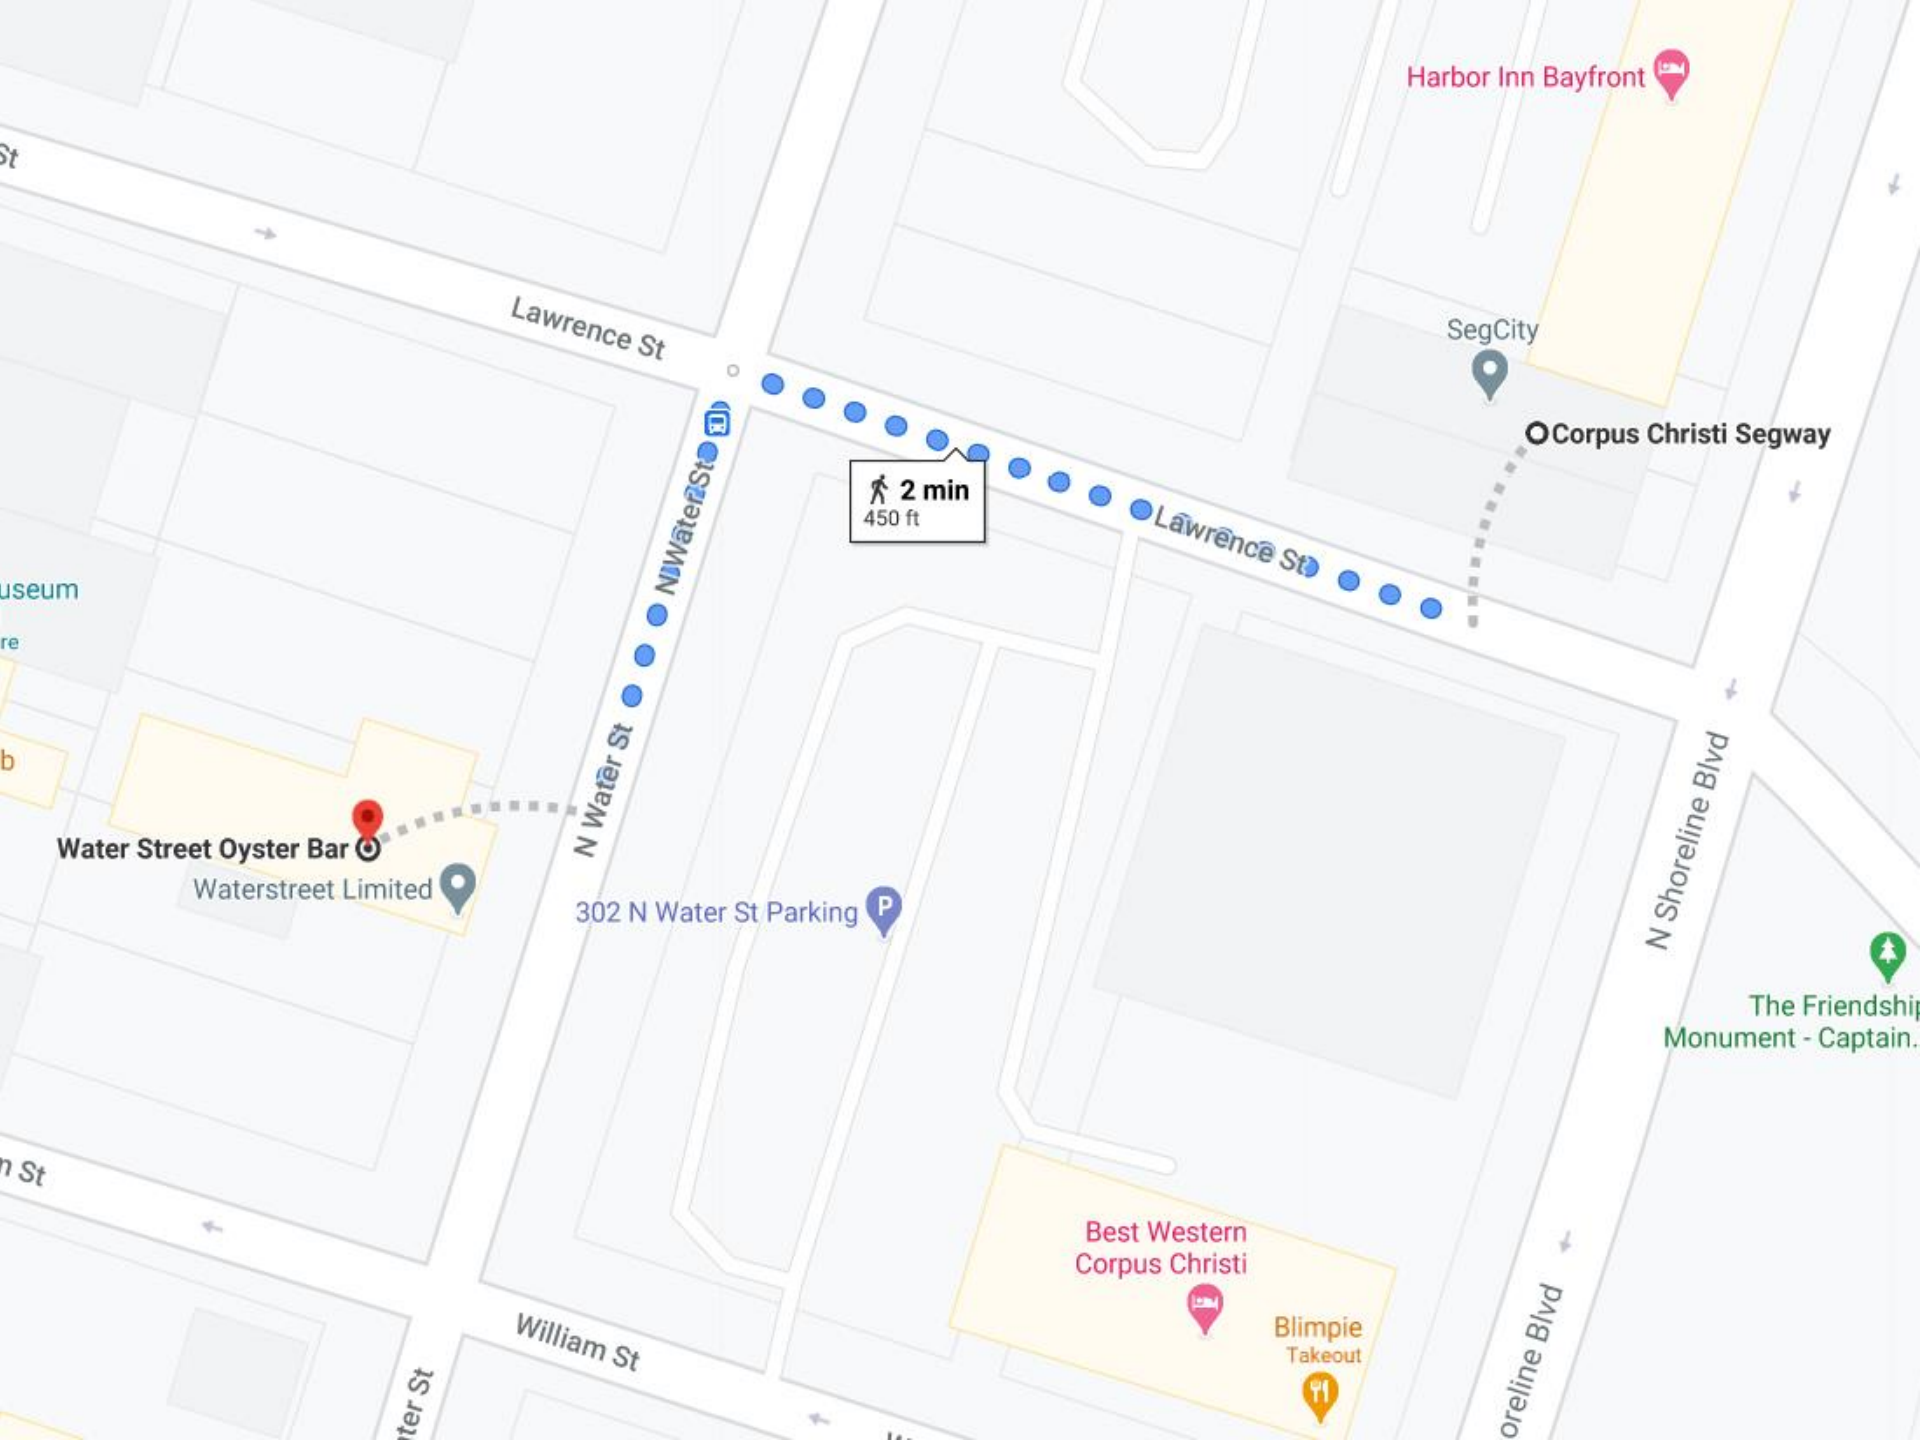 Harbor Inn Bayfront
St
Lawrence St
SegCity
Corpus Christi Segway
2 min
450 ft
N Water St
Lawrence St
useum
re
b
N Water St
Water Street Oyster Bar
Waterstreet Limited
302 N Water St Parking
P
N Shoreline Blvd
The Friendship
Monument - Captain.
n St
Best Western
Corpus Christi
Blimpie
Takeout
William St
ater St
oreline Blvd
W